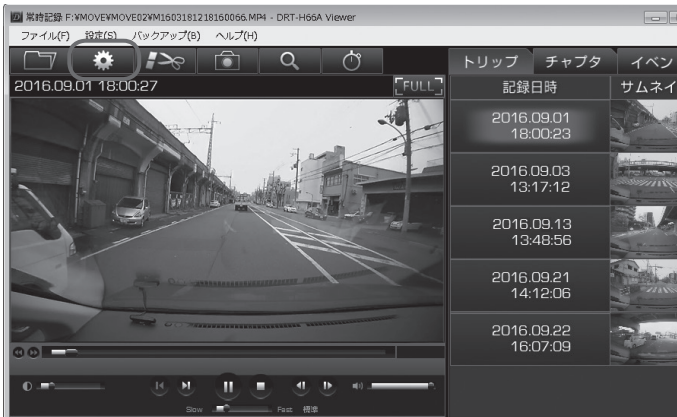 常時記録 F:¥MOVE¥MOVE02¥M1603181218160066.MP4 - DRT-H66A Viewer
ファイル(F) 設定(S) バックアップ(B) ヘルプ(H)
2016.09.01 18:00:27
FULL
トリップ チャプタ イベン
記録日時 サムネイ
2016.09.01
18:00:23
2016.09.03
13:17:12
2016.09.13
13:48:56
2016.09.21
14:12:06
2016.09.22
16:07:09
Slow Fast 標準